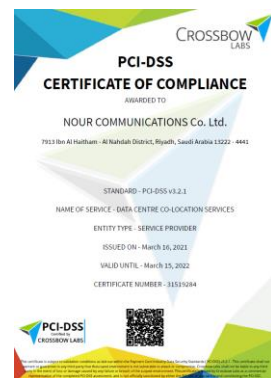 CROSSBOW
LABS
PCI-DSS
CERTIFICATE OF COMPLIANCE
AWARDED TO
NOUR COMMUNICATIONS Co. Ltd.
7913 Ibn Al Haitham - Al Nahdah District, Riyadh, Saudi Arabia 13222 - 4441
STANDARD - PCI-DSS v3.2.1
NAME OF SERVICE - DATA CENTRE CO-LOCATION SERVICES
ENTITY TYPE - SERVICE PROVIDER
ISSUED ON - March 16, 2021
VALID UNTIL - March 15, 2022
CERTIFICATE NUMBER - 31519284
PCI-DSS
Certified by
CROSSBOW LABS